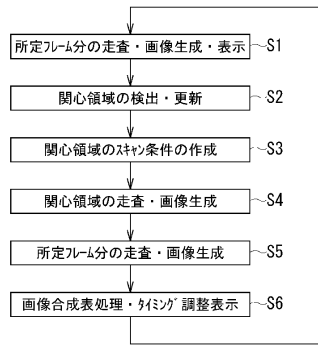 所定フレーム分の走査・画像生成・表示 S1
関心領域の検出・更新 S2
関心領域のスキャン条件の作成 S3
関心領域の走査・画像生成 S4
所定フレーム分の走査・画像生成 S5
画像合成表処理・タイミング調整表示 S6